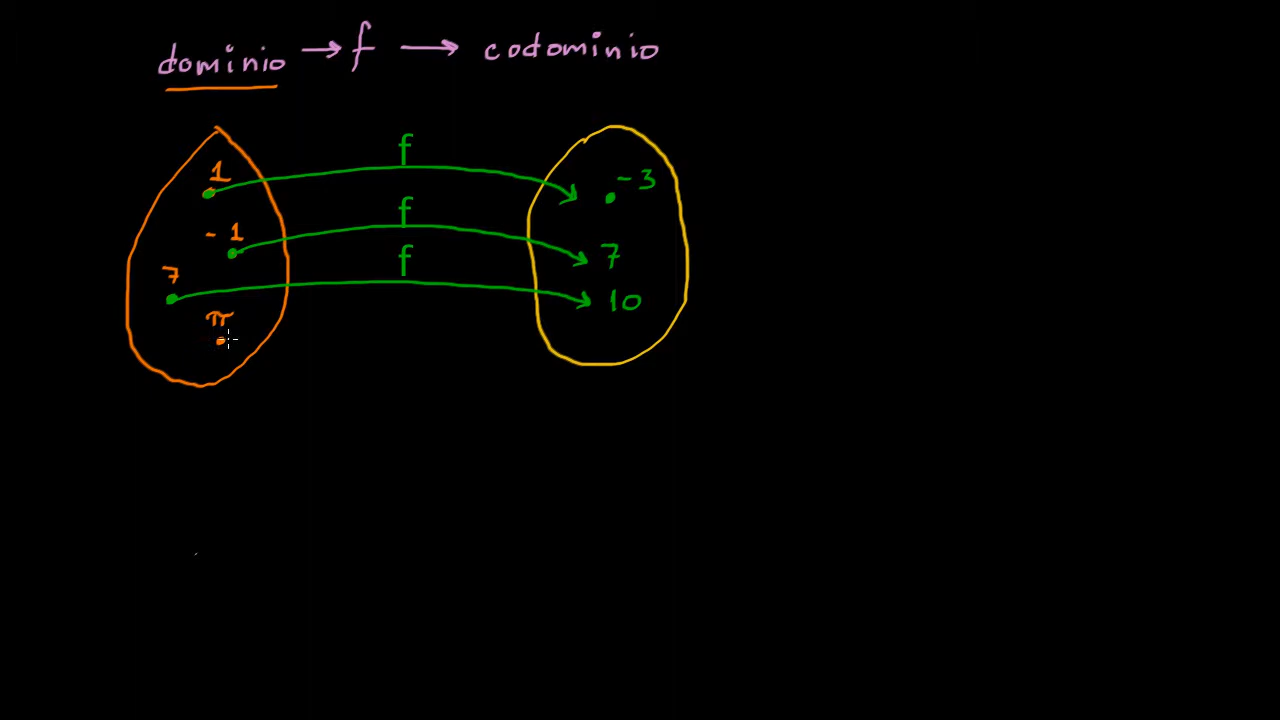 dominio → f → codominio
1 f -3
-1 f 7
7 f 10
π